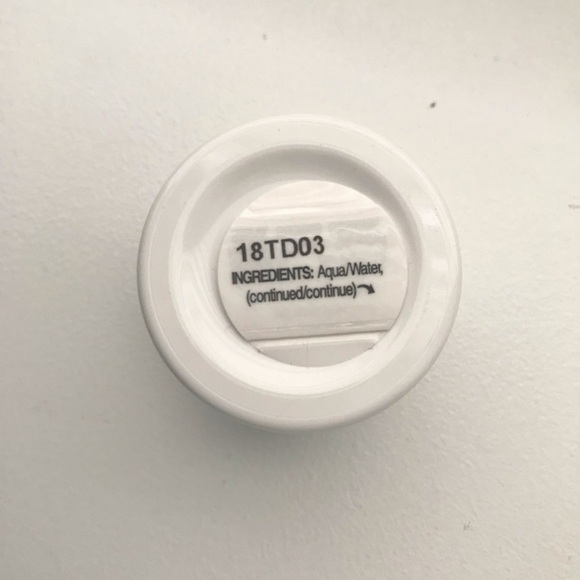 18TD03
INGREDIENTS: Aqua/Water,
(continued/continue)